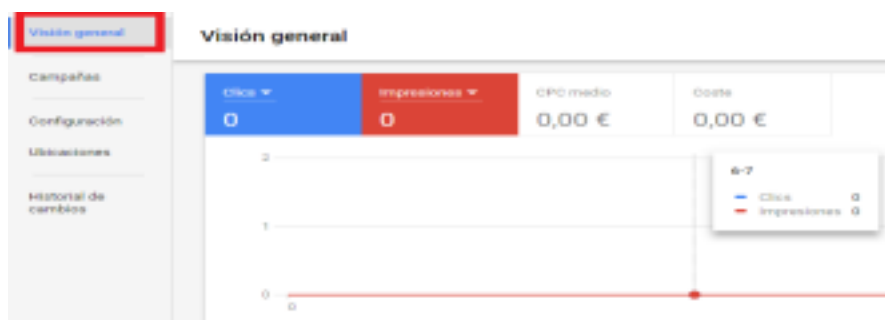 Visión general
Visión general
Campañas
Configuración
Ubicaciones
Historial de
cambios
Clics Impresiones CPC medio Coste
0 0 0,00 € 0,00 €
2
6-7
Clics 0
Impresiones 0
1
0
0